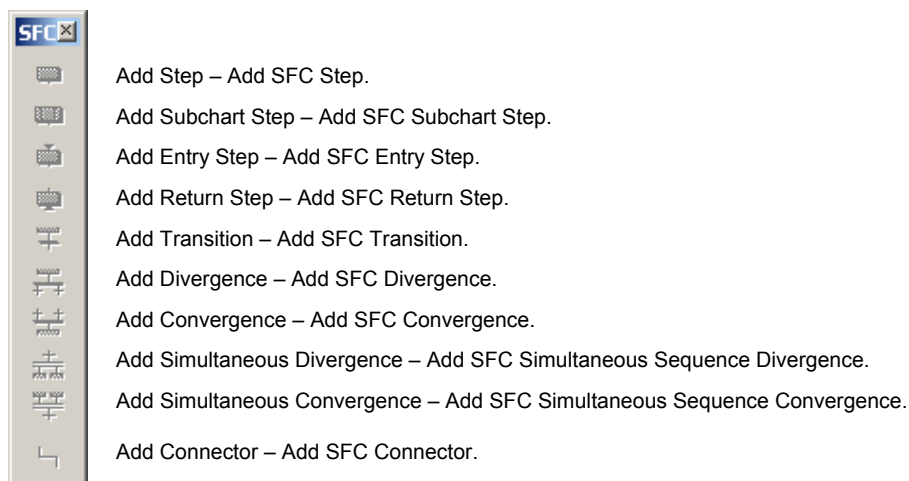 SFC
Add Step – Add SFC Step.
Add Subchart Step – Add SFC Subchart Step.
Add Entry Step – Add SFC Entry Step.
Add Return Step – Add SFC Return Step.
Add Transition – Add SFC Transition.
Add Divergence – Add SFC Divergence.
Add Convergence – Add SFC Convergence.
Add Simultaneous Divergence – Add SFC Simultaneous Sequence Divergence.
Add Simultaneous Convergence – Add SFC Simultaneous Sequence Convergence.
Add Connector – Add SFC Connector.